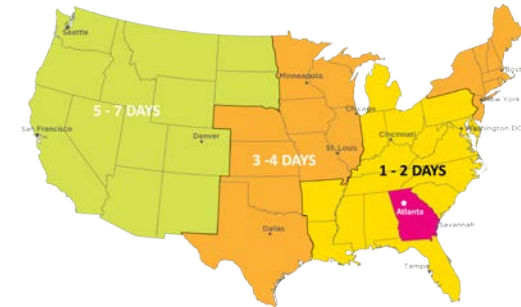 Seattle
Minneapolis
Bost
New York
5 - 7 DAYS
Chicago
San Francisco
Denver
Cincinnati
Washington DC
St. Louis
3 -4 DAYS
1 - 2 DAYS
Atlanta
Savannah
Dallas
Tampa